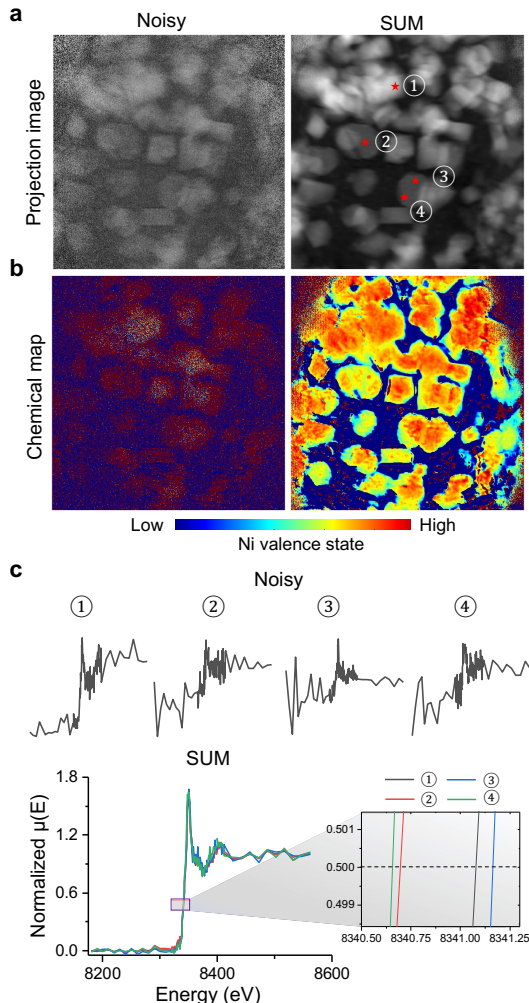 a
Noisy
SUM
Projection image
①
②
③
④
b
Chemical map
Low
High
Ni valence state
c
Noisy
①
②
③
④
SUM
Normalized μ(E)
1.8
1.2
0.6
0.0
8200
8400
8600
Energy (eV)
①
③
②
④
0.501
0.500
0.499
8340.50
8340.75
8341.00
8341.25